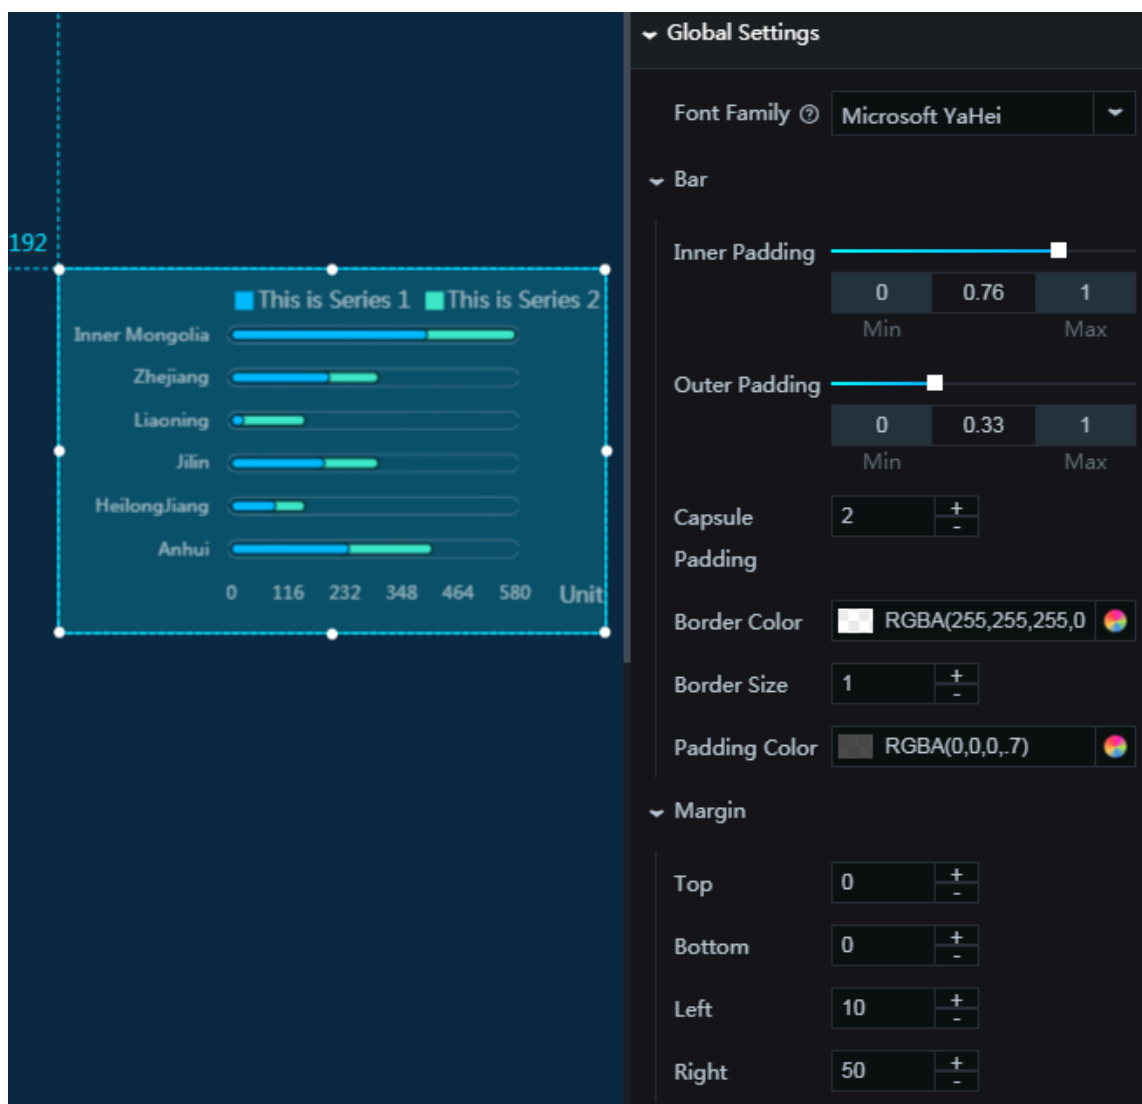 192
This is Series 1 This is Series 2
Inner Mongolia
Zhejiang
Liaoning
Jilin
HeilongJiang
Anhui
0 116 232 348 464 580 Unit
Global Settings
Font Family ? Microsoft YaHei
Bar
Inner Padding
0 0.76 1
Min Max
Outer Padding
0 0.33 1
Min Max
Capsule 2 + -
Padding
Border Color RGBA(255,255,255,0
Border Size 1 + -
Padding Color RGBA(0,0,0,.7)
Margin
Top 0 + -
Bottom 0 + -
Left 10 + -
Right 50 + -